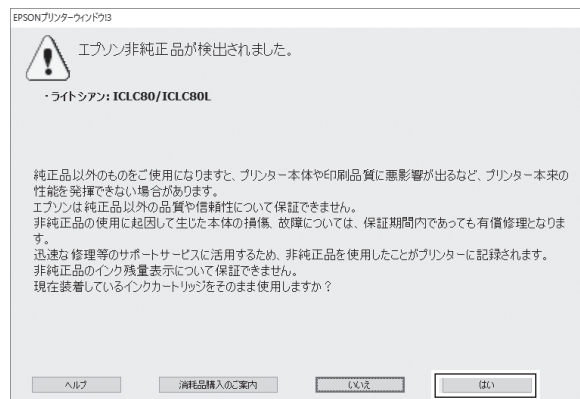 EPSONプリンターウィンドウ!3
エプソン非純正品が検出されました。
・ライトシアン: ICLC80/ICLC80L
純正品以外のものをご使用になりますと、プリンター本体や印刷品質に悪影響が出るなど、プリンター本来の
性能を発揮できない場合があります。
エプソンは純正品以外の品質や信頼性について保証できません。
非純正品の使用に起因して生じた本体の損傷、故障については、保証期間内であっても有償修理となりま
す。
迅速な修理等のサポートサービスに活用するため、非純正品を使用したことがプリンターに記録されます。
非純正品のインク残量表示について保証できません。
現在装着しているインクカートリッジをそのまま使用しますか？
ヘルプ
消耗品購入のご案内
いいえ
はい